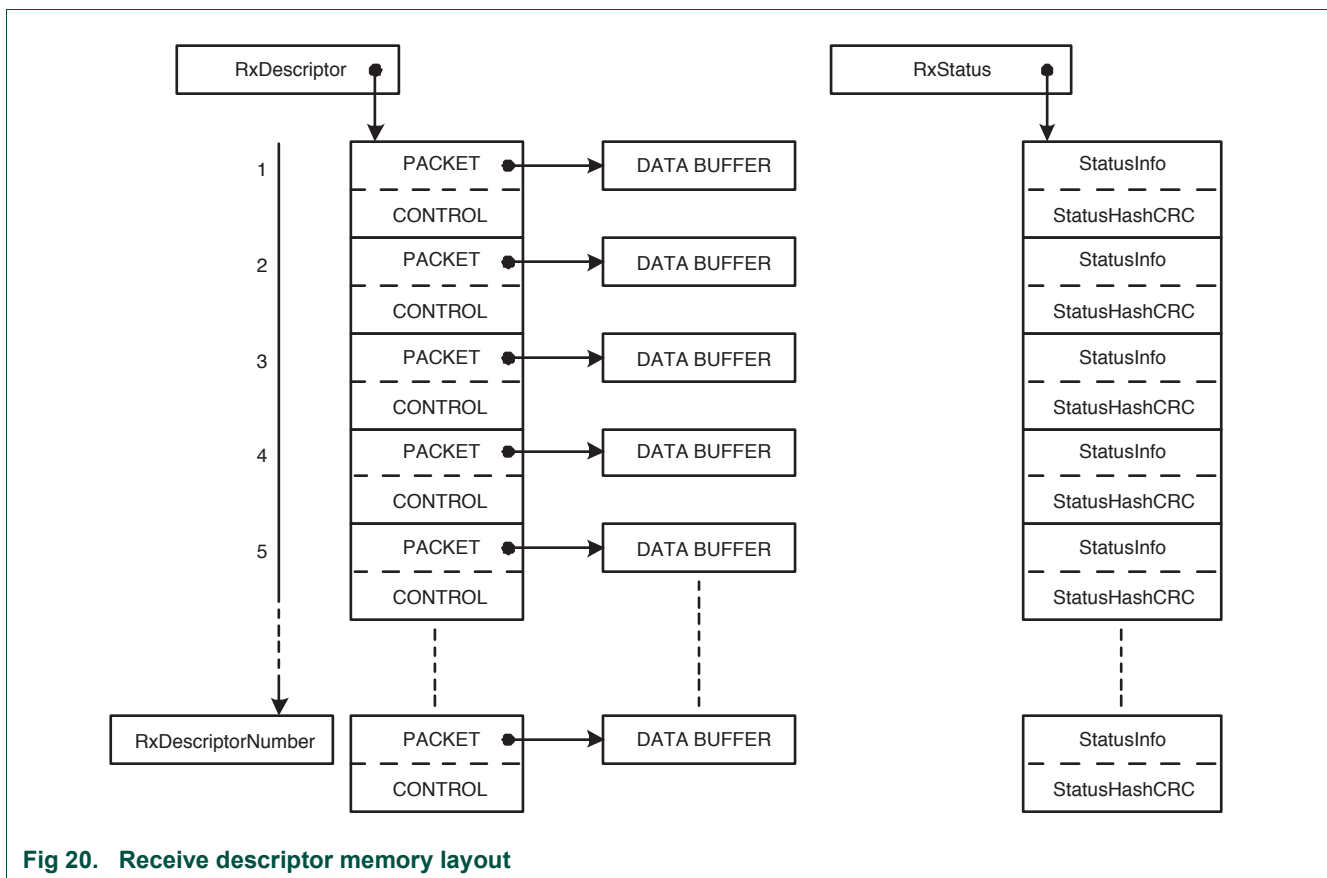 RxDescriptor
RxStatus
1
PACKET
DATA BUFFER
StatusInfo
CONTROL
StatusHashCRC
2
PACKET
DATA BUFFER
StatusInfo
CONTROL
StatusHashCRC
3
PACKET
DATA BUFFER
StatusInfo
CONTROL
StatusHashCRC
4
PACKET
DATA BUFFER
StatusInfo
CONTROL
StatusHashCRC
5
PACKET
DATA BUFFER
StatusInfo
CONTROL
StatusHashCRC
RxDescriptorNumber
PACKET
DATA BUFFER
StatusInfo
CONTROL
StatusHashCRC
Fig 20. Receive descriptor memory layout